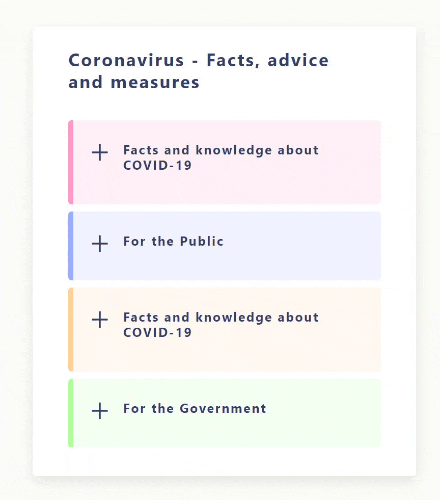 Coronavirus - Facts, advice
and measures
Facts and knowledge about
COVID-19
For the Public
Facts and knowledge about
COVID-19
For the Government